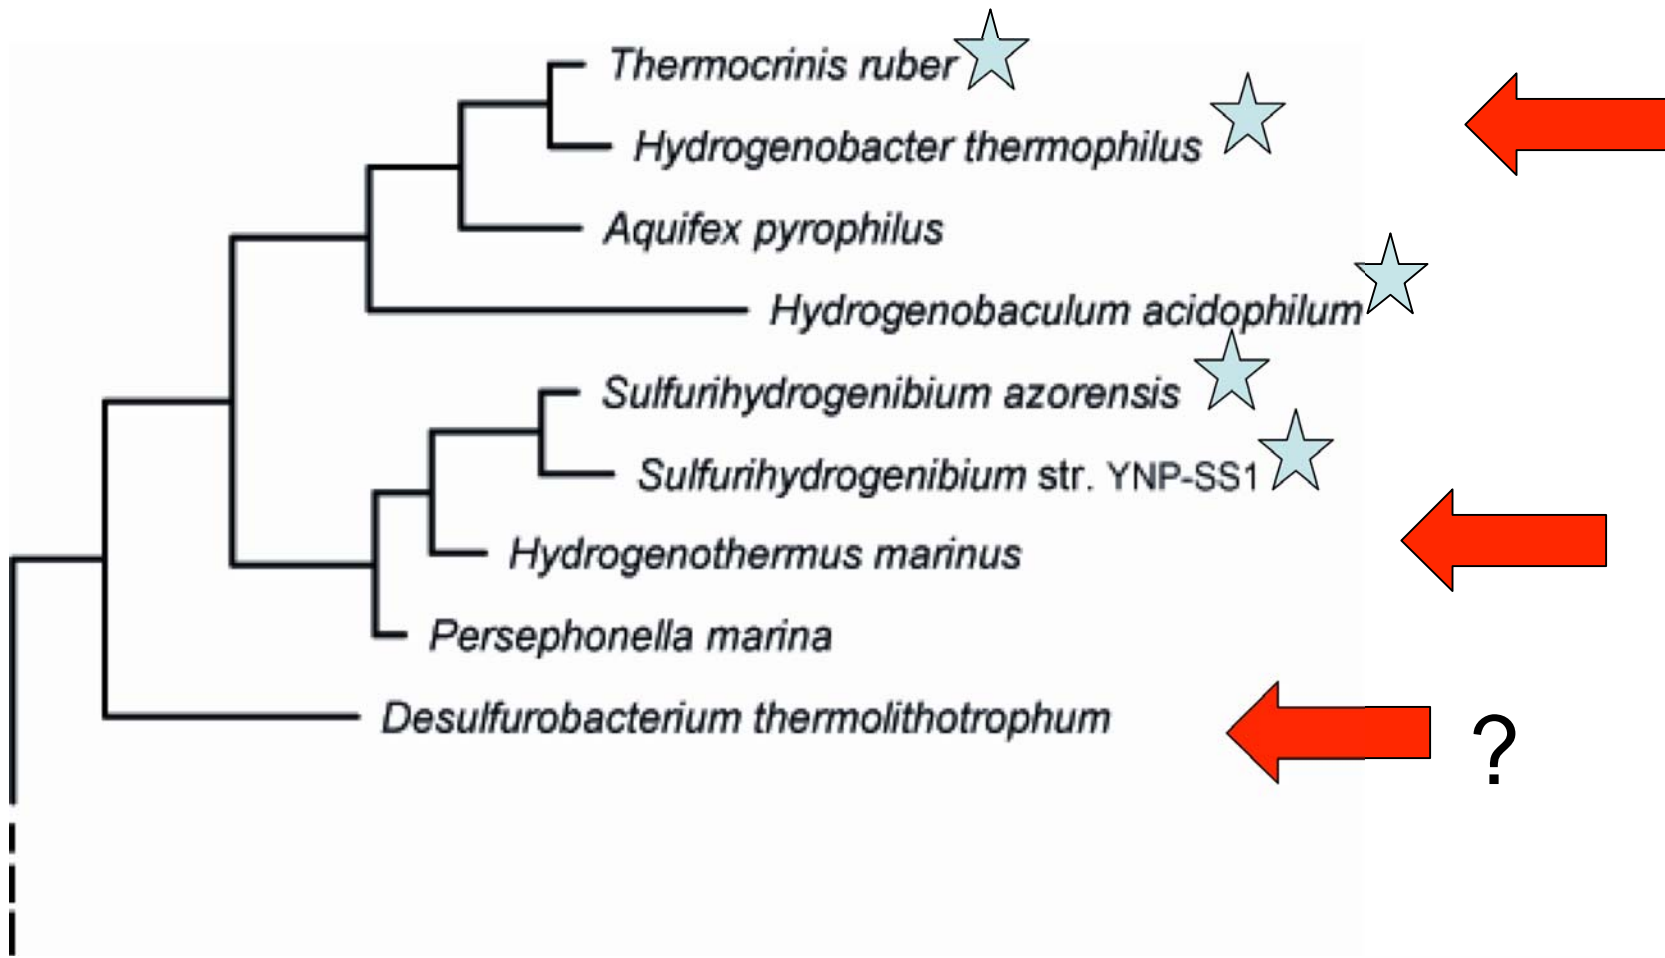 Thermocrinis ruber
Hydrogenobacter thermophilus
Aquifex pyrophilus
Hydrogenobaculum acidophilum
Sulfurihydrogenibium azorensis
Sulfurihydrogenibium str. YNP-SS1
Hydrogenothermus marinus
Persephonella marina
Desulfurobacterium thermolithotrophum
?